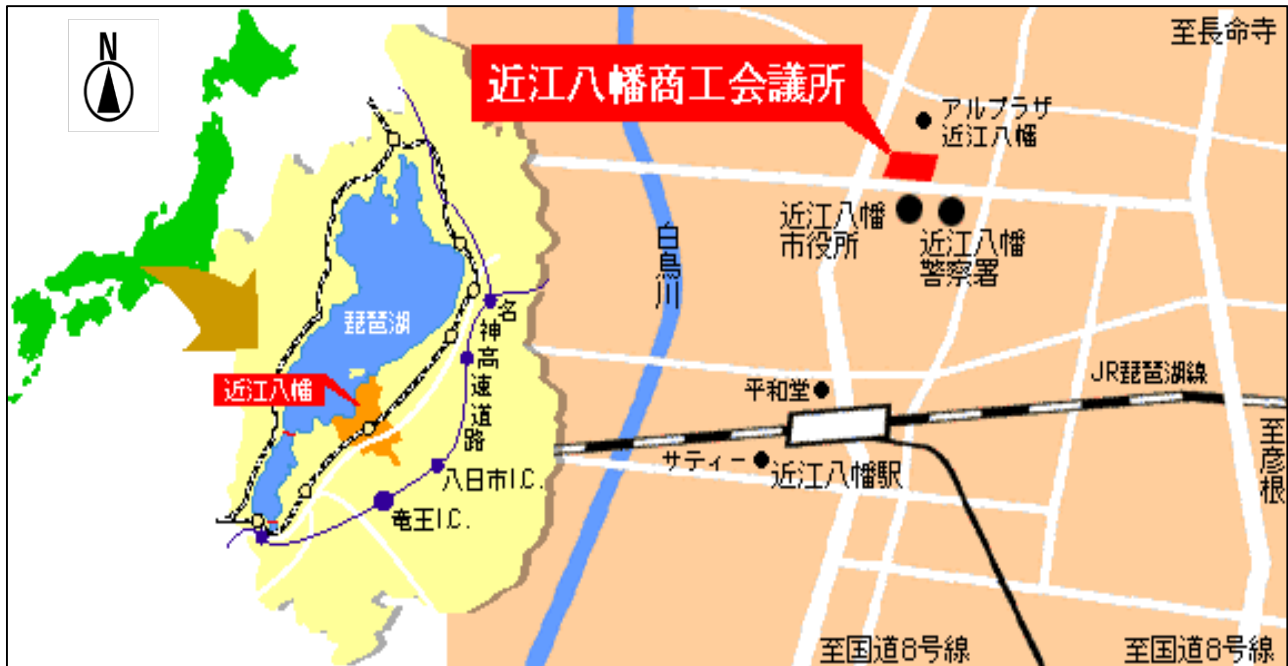 N
琵琶湖
近江八幡
名神高速道路
八日市I.C.
竜王I.C.
近江八幡商工会議所
至長命寺
アルプラザ
近江八幡
近江八幡
市役所
近江八幡
警察署
白鳥川
平和堂
JR琵琶湖線
サティー
近江八幡駅
至彦根
至国道8号線
至国道8号線